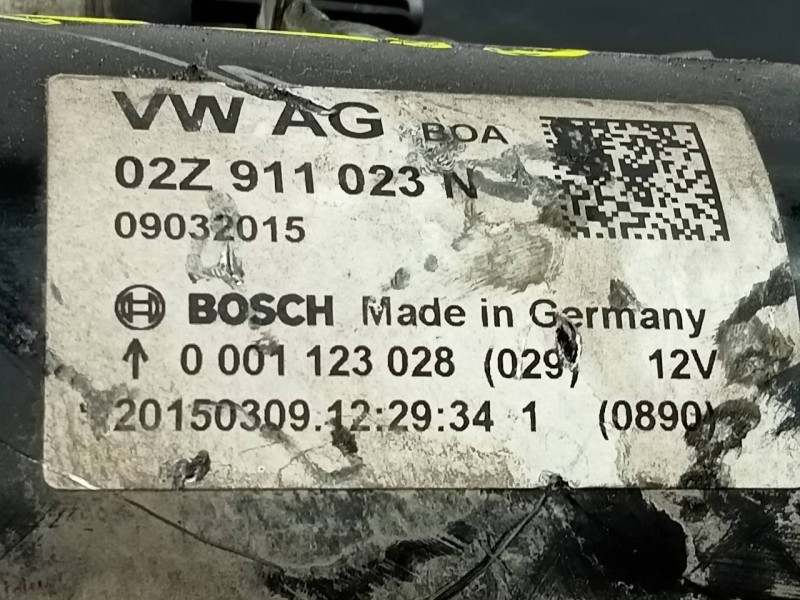 VW AG BOA
02Z 911 023 N
09032015
BOSCH Made in Germany
↑ 0 001 123 028 (029) 12V
20150309.12:29:34 1 (0890)